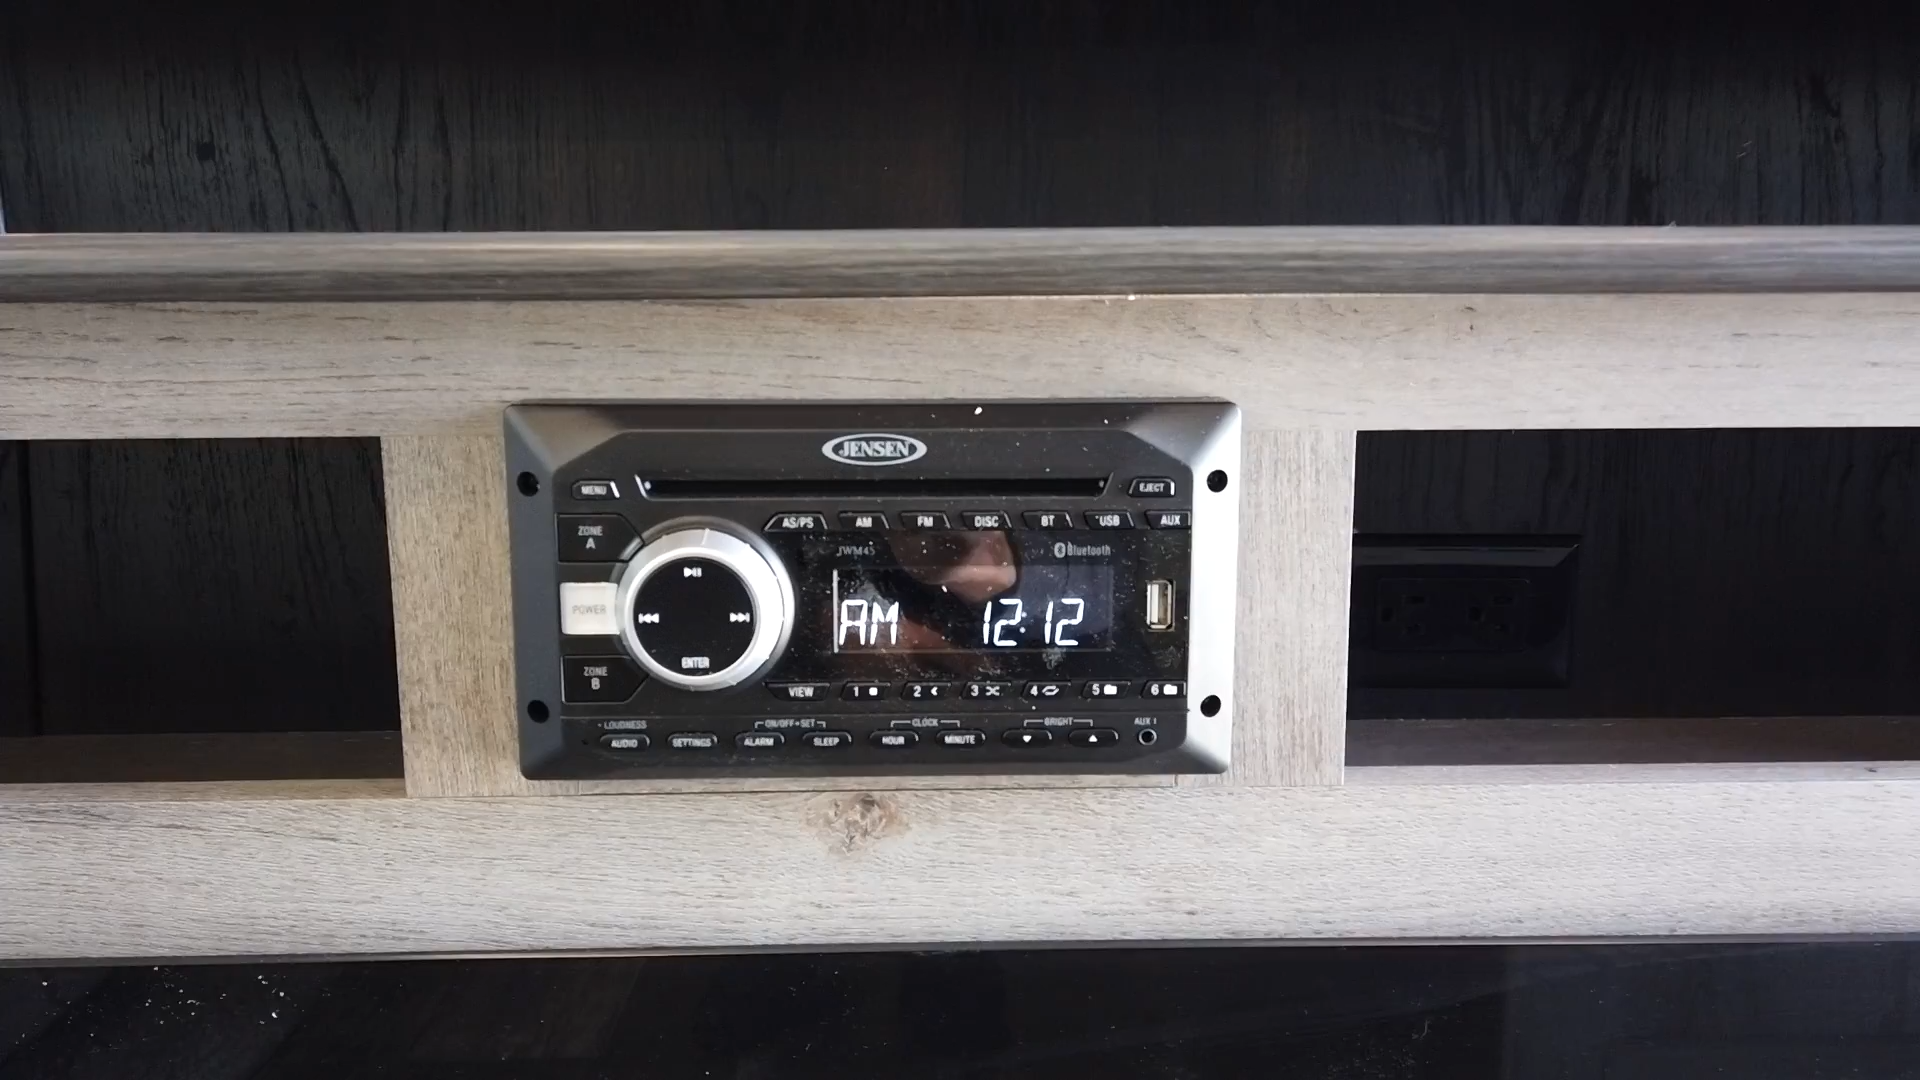 JENSEN
MENU
EJECT
AS/PS AM FM DISC BT USB AUX
ZONE
A
JWM45
Bluetooth
POWER
AM 12:12
ENTER
ZONE
B
VIEW 1 2 3 4 5 6
LOUDNESS ON/OFF-SET CLOCK BRIGHT AUX 1
AUDIO SETTINGS ALARM SLEEP HOUR MINUTE